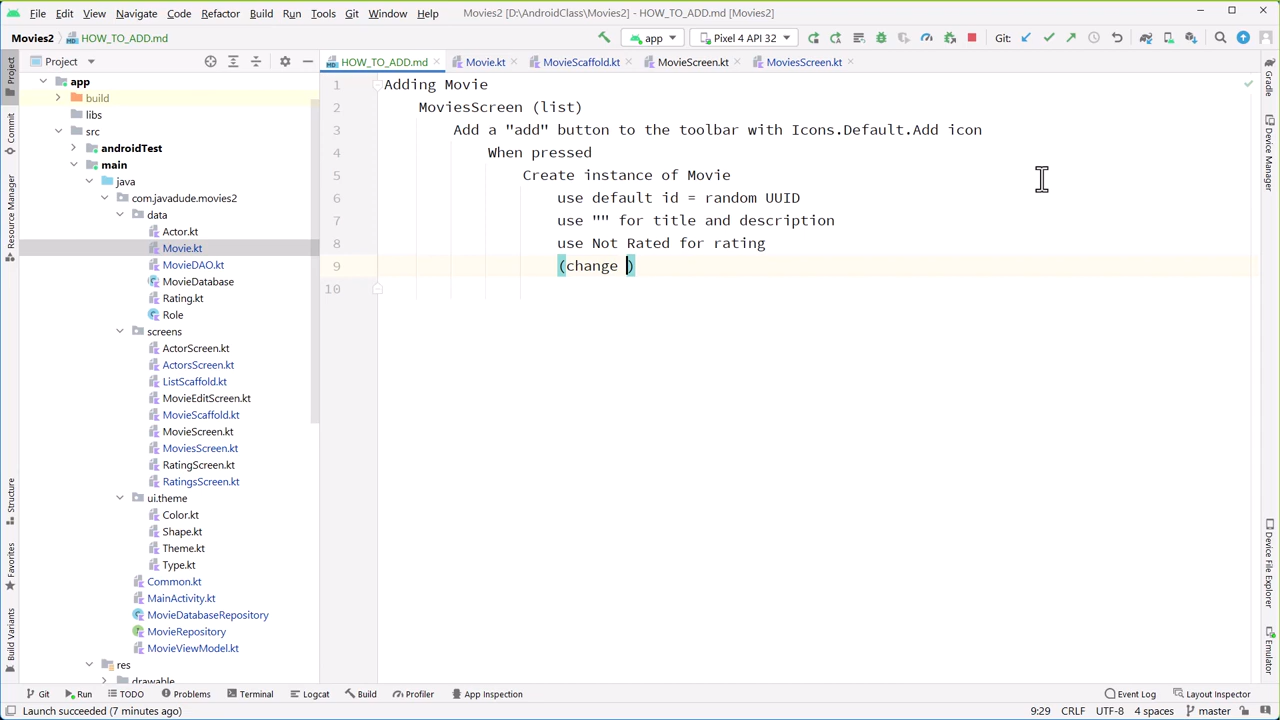 File Edit View Navigate Code Refactor Build Run Tools Git Window Help Movies2 [D:\AndroidClass\Movies2] - HOW_TO_ADD.md [Movies2]
Movies2 HOW_TO_ADD.md app Pixel 4 API 32 Git:
Project HOW_TO_ADD.md Movie.kt MovieScaffold.kt MovieScreen.kt MoviesScreen.kt
Project
Commit
Resource Manager
Structure
Favorites
Build Variants
app
build
libs
src
androidTest
main
java
com.javadude.movies2
data
Actor.kt
Movie.kt
MovieDAO.kt
MovieDatabase
Rating.kt
Role
screens
ActorScreen.kt
ActorsScreen.kt
ListScaffold.kt
MovieEditScreen.kt
MovieScaffold.kt
MovieScreen.kt
MoviesScreen.kt
RatingScreen.kt
RatingsScreen.kt
ui.theme
Color.kt
Shape.kt
Theme.kt
Type.kt
Common.kt
MainActivity.kt
MovieDatabaseRepository
MovieRepository
MovieViewModel.kt
res
drawable
1 Adding Movie
2 MoviesScreen (list)
3 Add a "add" button to the toolbar with Icons.Default.Add icon
4 When pressed
5 Create instance of Movie
6 use default id = random UUID
7 use "" for title and description
8 use Not Rated for rating
9 (change )
10
Gradle
Device Manager
Device File Explorer
Emulator
Git Run TODO Problems Terminal Logcat Build Profiler App Inspection Event Log Layout Inspector
Launch succeeded (7 minutes ago) 9:29 CRLF UTF-8 4 spaces master